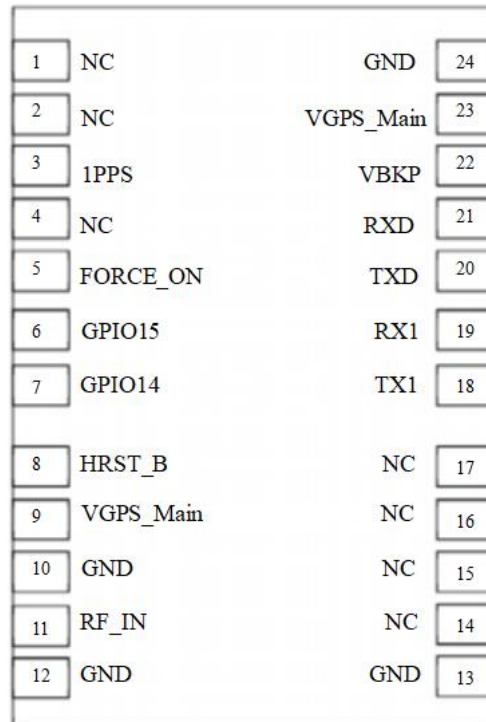 1 NC GND 24
2 NC VGPS_Main 23
3 1PPS VBKP 22
4 NC RXD 21
5 FORCE_ON TXD 20
6 GPIO15 RX1 19
7 GPIO14 TX1 18
8 HRST_B NC 17
9 VGPS_Main NC 16
10 GND NC 15
11 RF_IN NC 14
12 GND GND 13